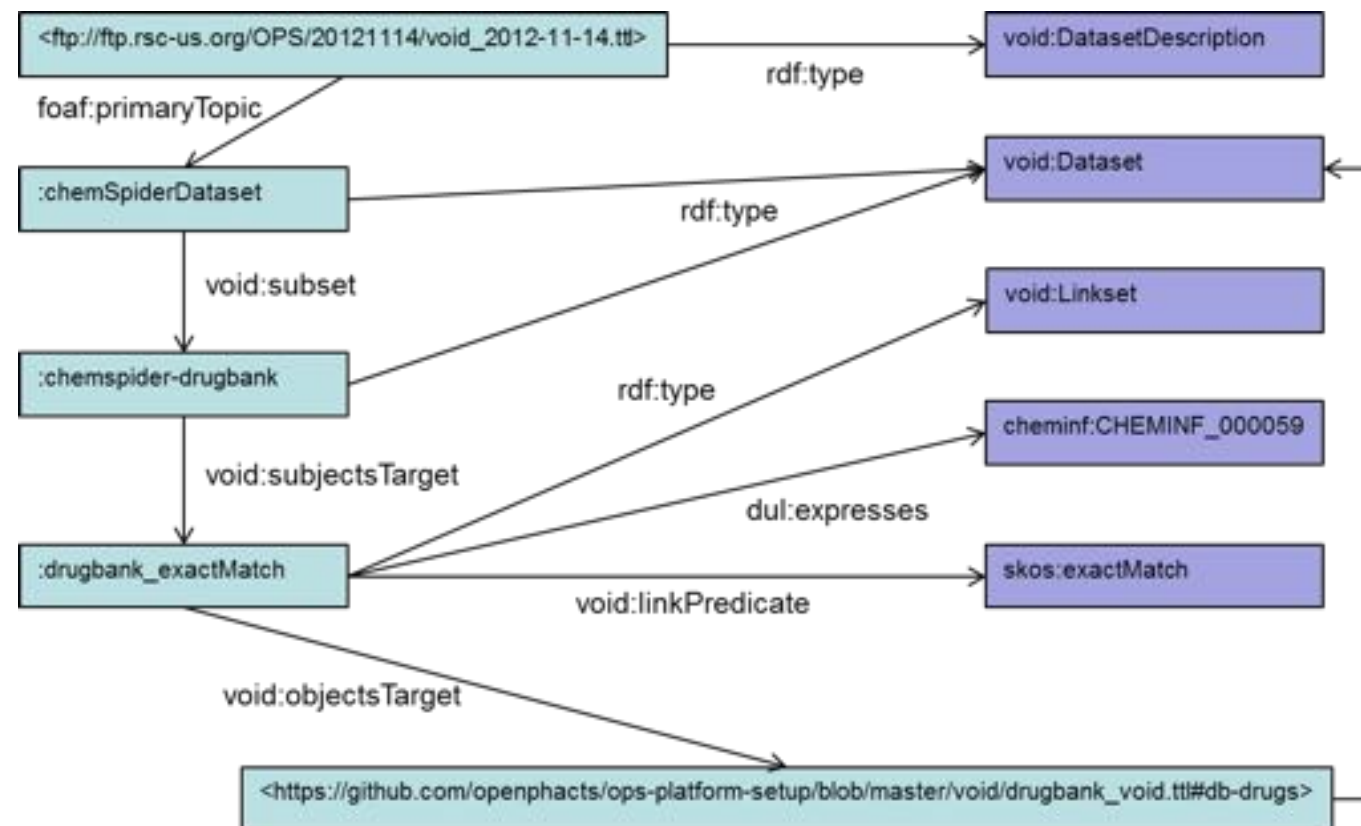 <ftp://ftp.rsc-us.org/OPS/20121114/void_2012-11-14.ttl>
void:DatasetDescription
rdf:type
foaf:primaryTopic
void:Dataset
:chemSpiderDataset
rdf:type
void:subset
void:Linkset
:chemspider-drugbank
rdf:type
cheminf:CHEMINF_000059
void:subjectsTarget
dul:expresses
:drugbank_exactMatch
skos:exactMatch
void:linkPredicate
void:objectsTarget
<https://github.com/openphacts/ops-platform-setup/blob/master/void/drugbank_void.ttl#db-drugs>